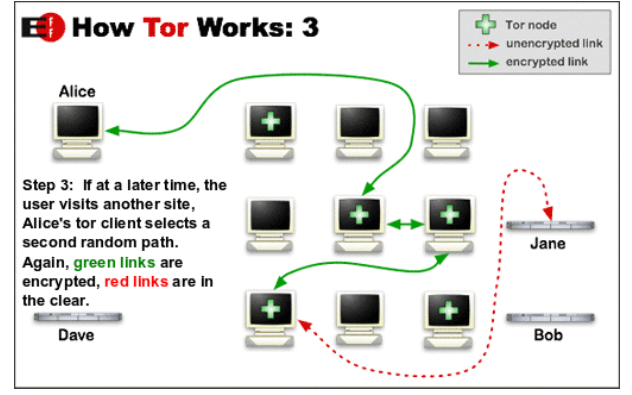 EFF How Tor Works: 3
Tor node
unencrypted link
encrypted link
Alice
Step 3: If at a later time, the
user visits another site,
Alice's tor client selects a
second random path.
Again, green links are
encrypted, red links are in
the clear.
Jane
Dave
Bob